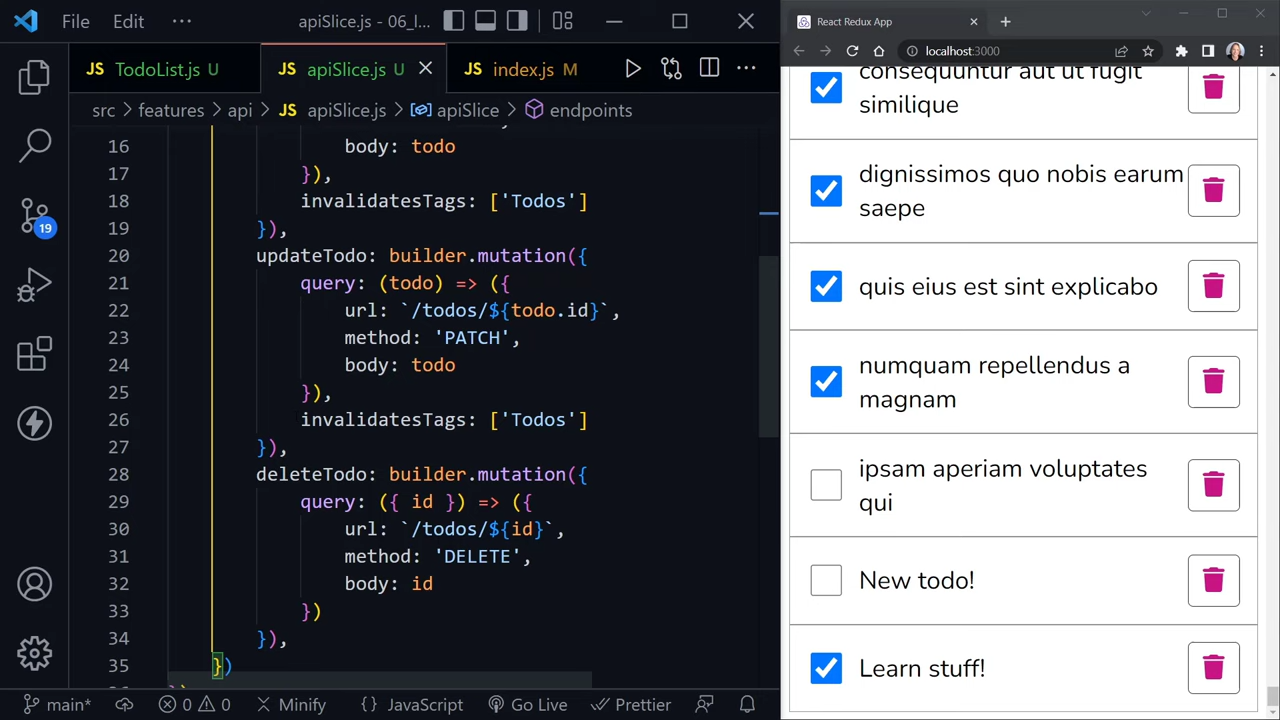 File Edit ··· apiSlice.js - 06_l...
JS TodoList.js U
JS apiSlice.js U
JS index.js M
src > features > api > JS apiSlice.js > apiSlice > endpoints
16 body: todo
17 }),
18 invalidatesTags: ['Todos']
19 }),
20 updateTodo: builder.mutation({
21 query: (todo) => ({
22 url: `/todos/${todo.id}`,
23 method: 'PATCH',
24 body: todo
25 }),
26 invalidatesTags: ['Todos']
27 }),
28 deleteTodo: builder.mutation({
29 query: ({ id }) => ({
30 url: `/todos/${id}`,
31 method: 'DELETE',
32 body: id
33 })
34 }),
35 })
19
main* 0 0 Minify {} JavaScript Go Live Prettier
React Redux App
localhost:3000
consequuntur aut ut fugit
similique
dignissimos quo nobis earum
saepe
quis eius est sint explicabo
numquam repellendus a
magnam
ipsam aperiam voluptates
qui
New todo!
Learn stuff!